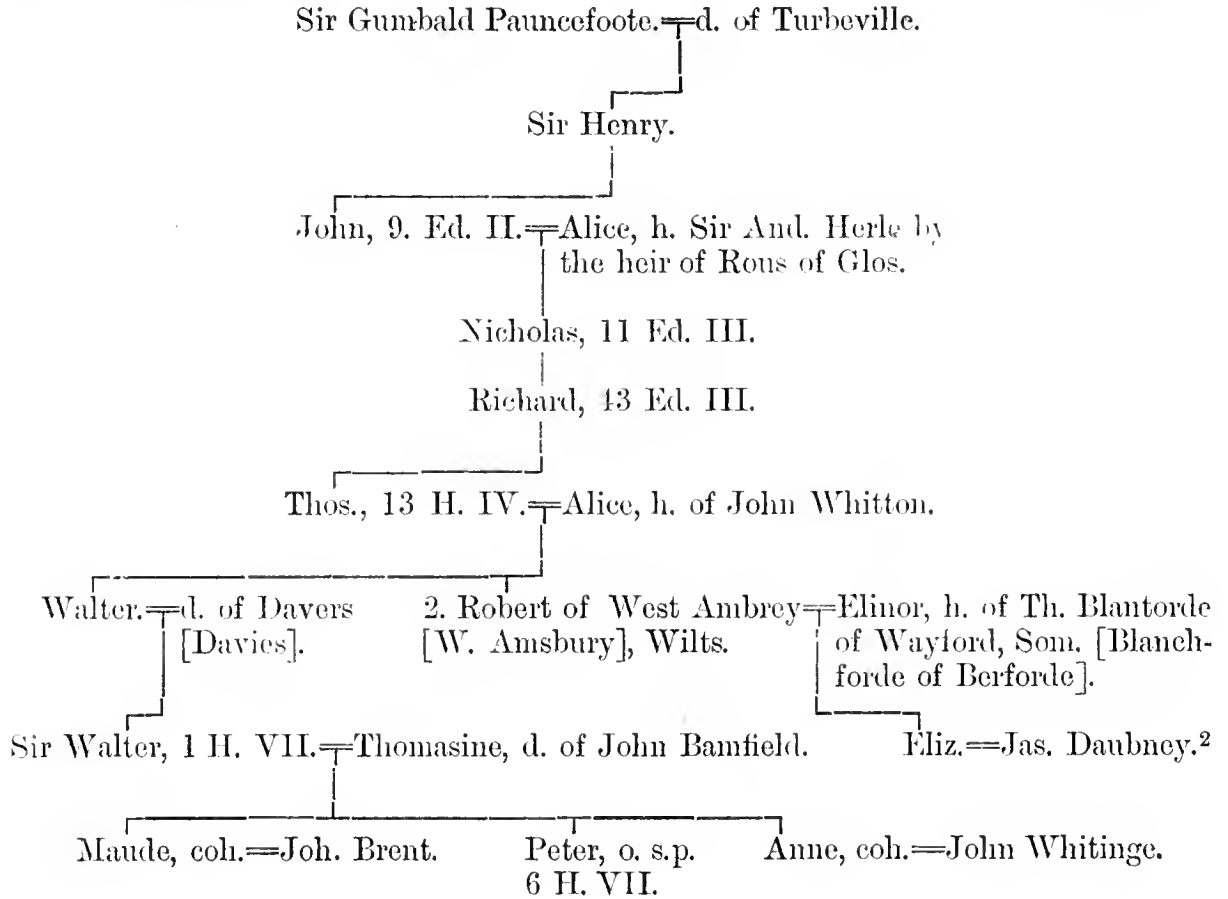 Sir Gumbald Pauncefoote.=d. of Turbeville.
Sir Henry.
John, 9. Ed. II.=Alice, h. Sir And. Herle by
the heir of Rous of Glos.
Nicholas, 11 Ed. III.
Richard, 43 Ed. III.
Thos., 13 H. IV.=Alice, h. of John Whitton.
Walter.=d. of Davers
[Davies].
2. Robert of West Ambrey=Elinor, h. of Th. Blantorde
[W. Amsbury], Wilts.
of Wayford, Som. [Blanch-
forde of Berforde].
Sir Walter, 1 H. VII.=Thomasine, d. of John Bamfield.
Eliz.=Jas. Daubney.²
Maude, coh.=Joh. Brent.
Peter, o. s.p.
6 H. VII.
Anne, coh.=John Whitinge.